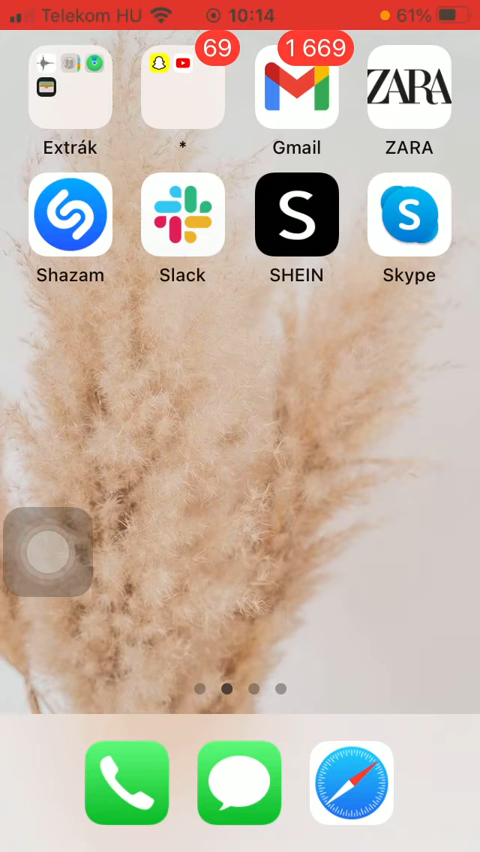 Telekom HU 10:14 61%
69 1 669
ZARA
Extrák * Gmail ZARA
S S
Shazam Slack SHEIN Skype